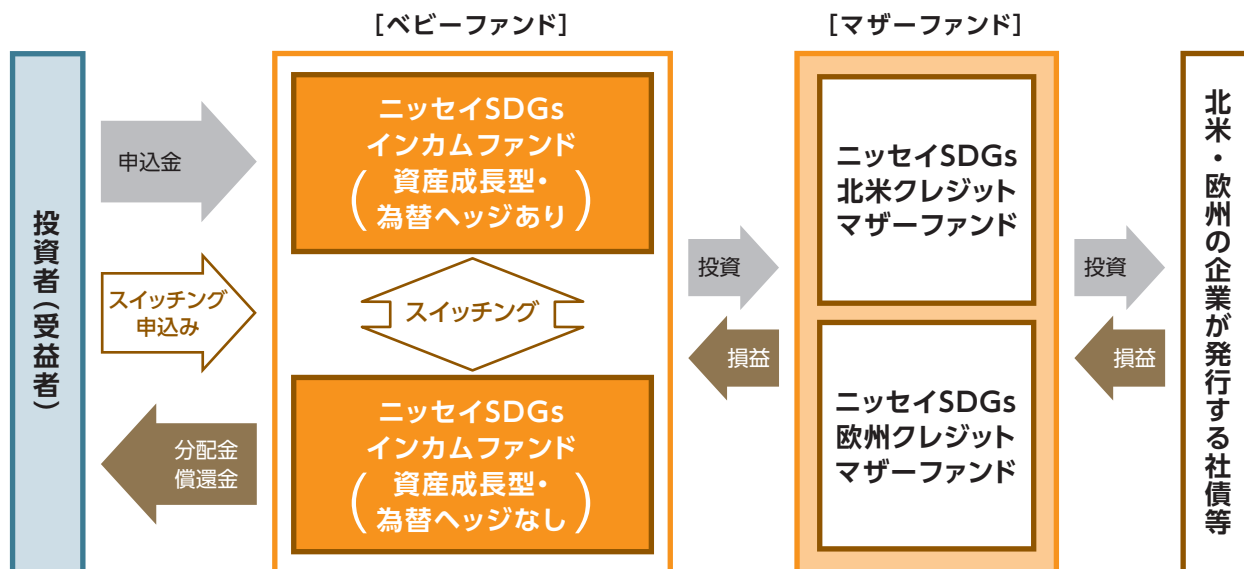 [ベビーファンド]
[マザーファンド]
投資者(受益者)
申込金
スイッチング
申込み
分配金
償還金
ニッセイSDGs
インカムファンド
(資産成長型・
為替ヘッジあり)
スイッチング
ニッセイSDGs
インカムファンド
(資産成長型・
為替ヘッジなし)
投資
損益
ニッセイSDGs
北米クレジット
マザーファンド
ニッセイSDGs
欧州クレジット
マザーファンド
投資
損益
北米・欧州の企業が発行する社債等